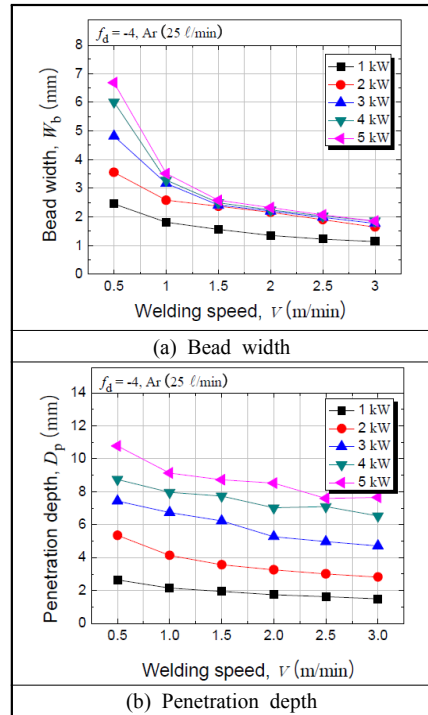 f_d = -4, Ar (25 ℓ/min)
8
7
6
5
4
3
2
1
0
Bead width, W_b (mm)
1 kW
2 kW
3 kW
4 kW
5 kW
0.5 1 1.5 2 2.5 3
Welding speed, V (m/min)
(a) Bead width
f_d = -4, Ar (25 ℓ/min)
14
12
10
8
6
4
2
0
Penetration depth, D_p (mm)
1 kW
2 kW
3 kW
4 kW
5 kW
0.5 1.0 1.5 2.0 2.5 3.0
Welding speed, V (m/min)
(b) Penetration depth